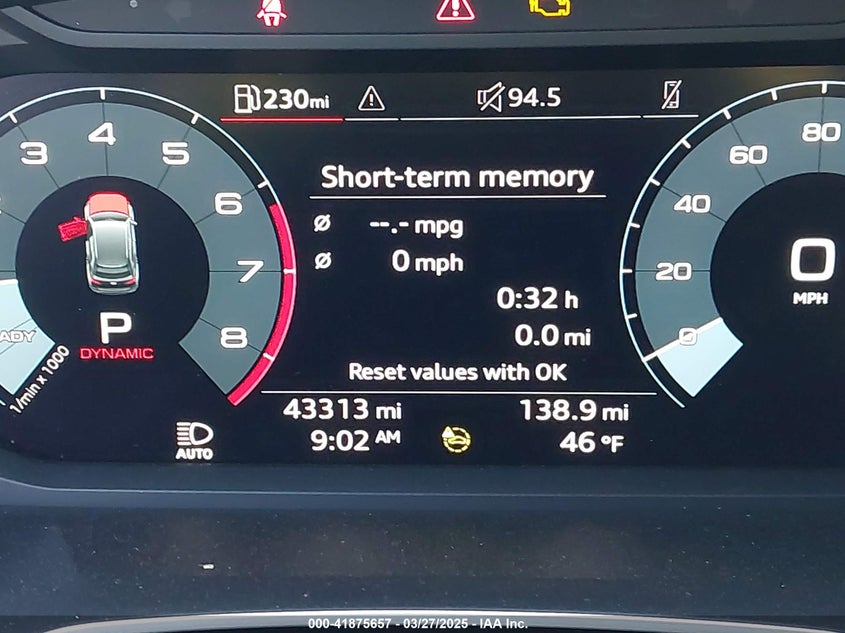 230mi 94.5
3 4 5 6 7 8
ADY
1/min x 1000
P
DYNAMIC
Short-term memory
Ø --.- mpg
Ø 0 mph
0:32 h
0.0 mi
Reset values with OK
43313 mi 138.9 mi
AUTO 9:02 AM 46 °F
0 20 40 60 80
0
MPH
000-41875657 - 03/27/2025 - IAA Inc.